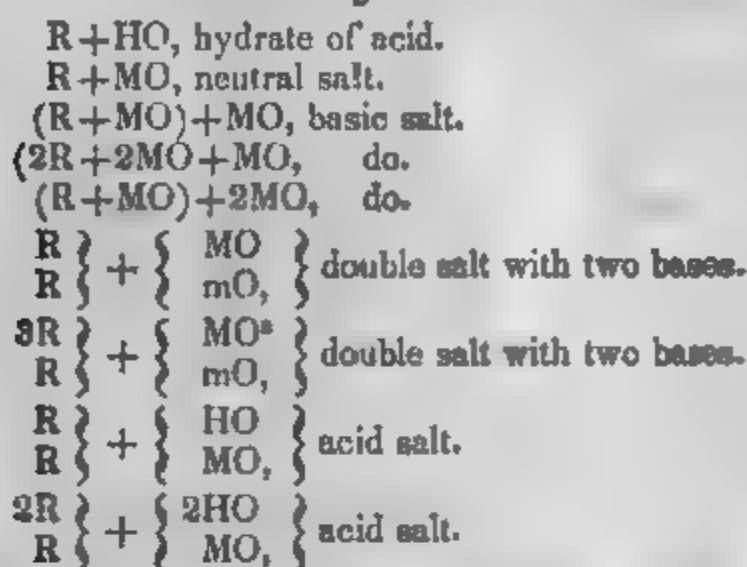 R+HO, hydrate of acid.
R+MO, neutral salt.
(R+MO)+MO, basic salt.
(2R+2MO+MO, do.
(R+MO)+2MO, do.
R } + { MO } double salt with two bases.
R } + { mO, }
3R } + { MO* } double salt with two bases.
R } + { mO, }
R } + { HO } acid salt.
R } + { MO, }
2R } + { 2HO } acid salt.
R } + { MO, }